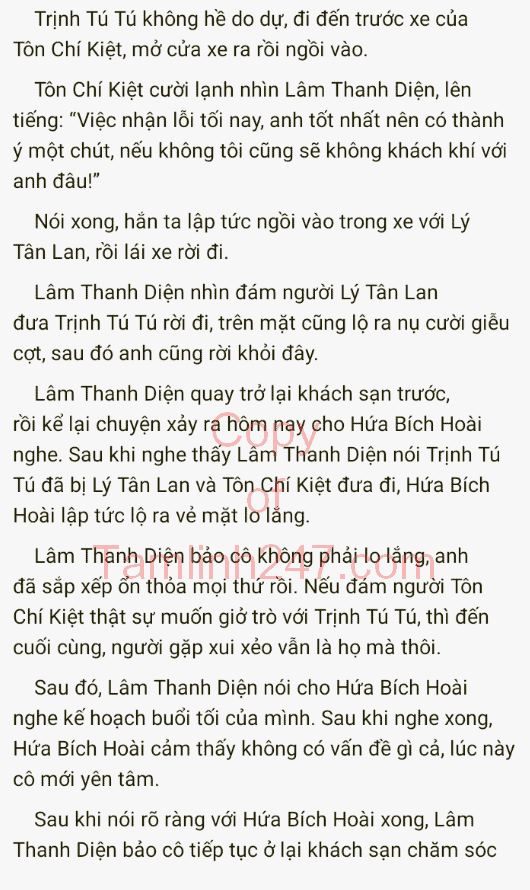 Trịnh Tú Tú không hề do dự, đi đến trước xe của
Tôn Chí Kiệt, mở cửa xe ra rồi ngồi vào.
Tôn Chí Kiệt cười lạnh nhìn Lâm Thanh Diện, lên
tiếng: “Việc nhận lỗi tối nay, anh tốt nhất nên có thành
ý một chút, nếu không tôi cũng sẽ không khách khí với
anh đâu!”
Nói xong, hắn ta lập tức ngồi vào trong xe với Lý
Tân Lan, rồi lái xe rời đi.
Lâm Thanh Diện nhìn đám người Lý Tân Lan
đưa Trịnh Tú Tú rời đi, trên mặt cũng lộ ra nụ cười giễu
cợt, sau đó anh cũng rời khỏi đây.
Lâm Thanh Diện quay trở lại khách sạn trước,
rồi kể lại chuyện xảy ra hôm nay cho Hứa Bích Hoài
nghe. Sau khi nghe thấy Lâm Thanh Diện nói Trịnh Tú
Tú đã bị Lý Tân Lan và Tôn Chí Kiệt đưa đi, Hứa Bích
Hoài lập tức lộ ra vẻ mặt lo lắng.
Lâm Thanh Diện bảo cô không phải lo lắng, anh
đã sắp xếp ổn thỏa mọi thứ rồi. Nếu đám người Tôn
Chí Kiệt thật sự muốn giở trò với Trịnh Tú Tú, thì đến
cuối cùng, người gặp xui xẻo vẫn là họ mà thôi.
Sau đó, Lâm Thanh Diện nói cho Hứa Bích Hoài
nghe kế hoạch buổi tối của mình. Sau khi nghe xong,
Hứa Bích Hoài cảm thấy không có vấn đề gì cả, lúc này
cô mới yên tâm.
Sau khi nói rõ ràng với Hứa Bích Hoài xong, Lâm
Thanh Diện bảo cô tiếp tục ở lại khách sạn chăm sóc
Copy
of
Tamlinh247.com